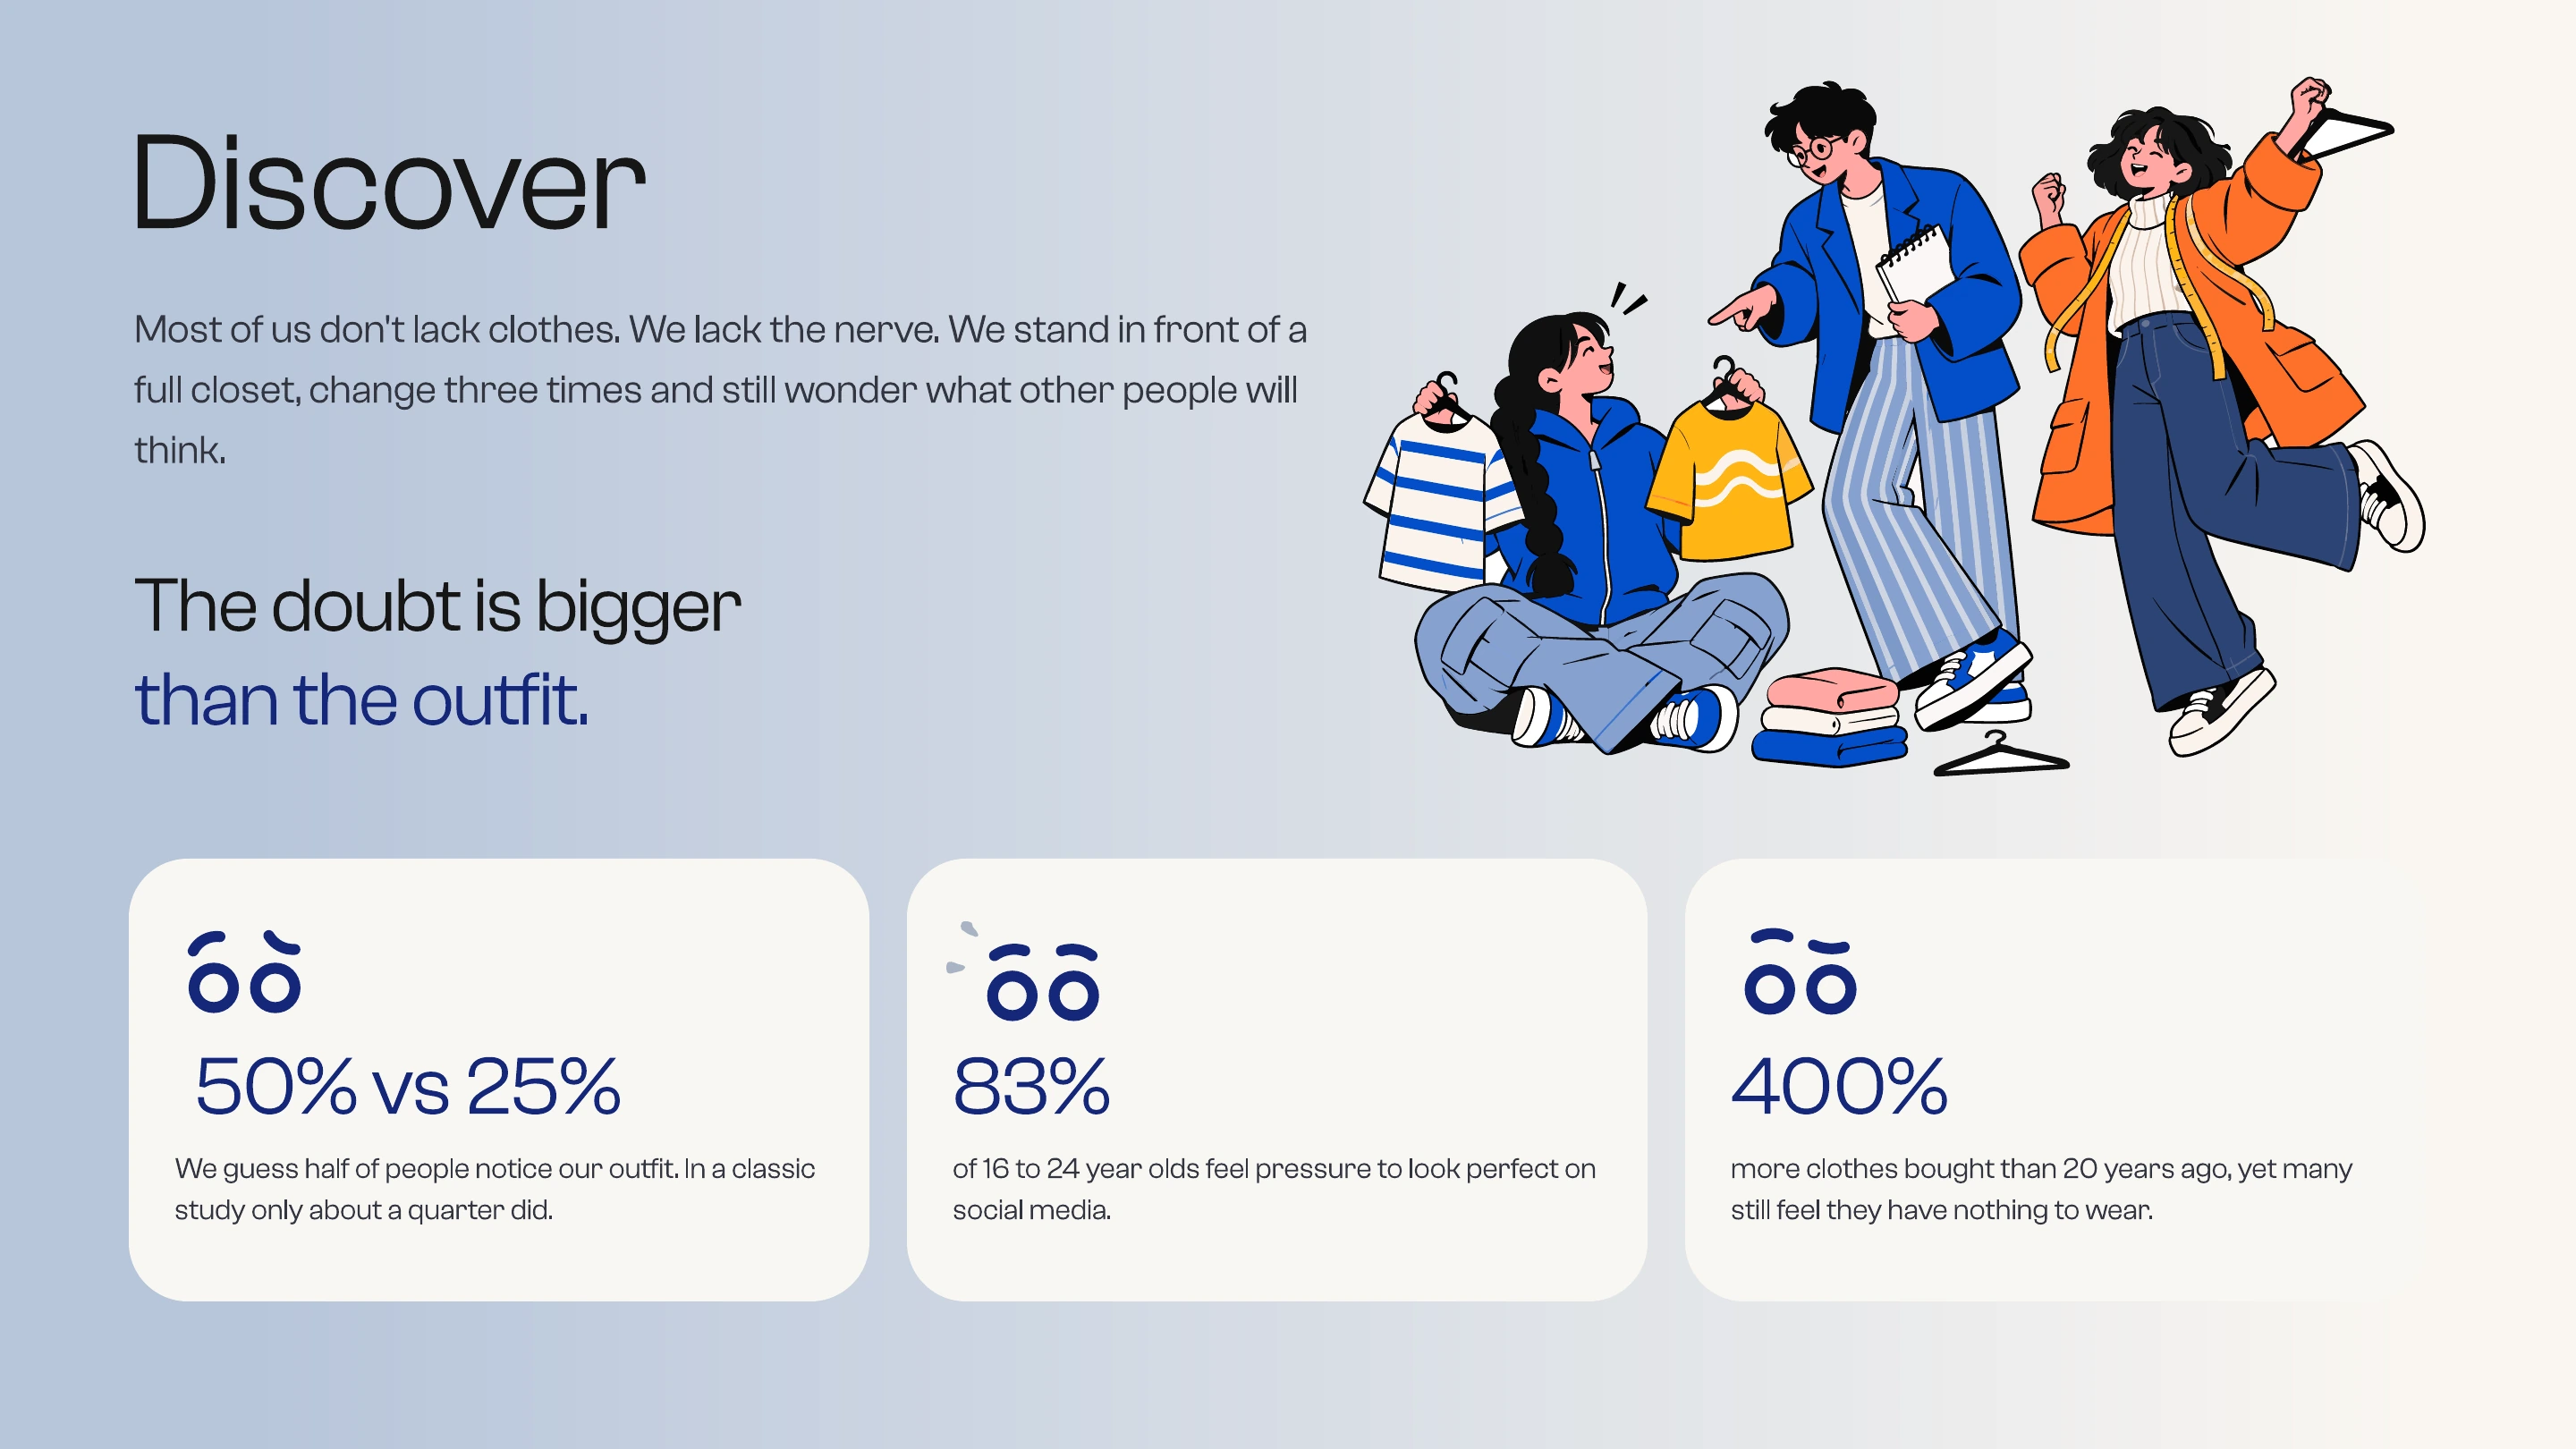 Discover
Most of us don't lack clothes. We lack the nerve. We stand in front of a
full closet, change three times and still wonder what other people will
think.
The doubt is bigger
than the outfit.
50% vs 25%
We guess half of people notice our outfit. In a classic
study only about a quarter did.
83%
of 16 to 24 year olds feel pressure to look perfect on
social media.
400%
more clothes bought than 20 years ago, yet many
still feel they have nothing to wear.